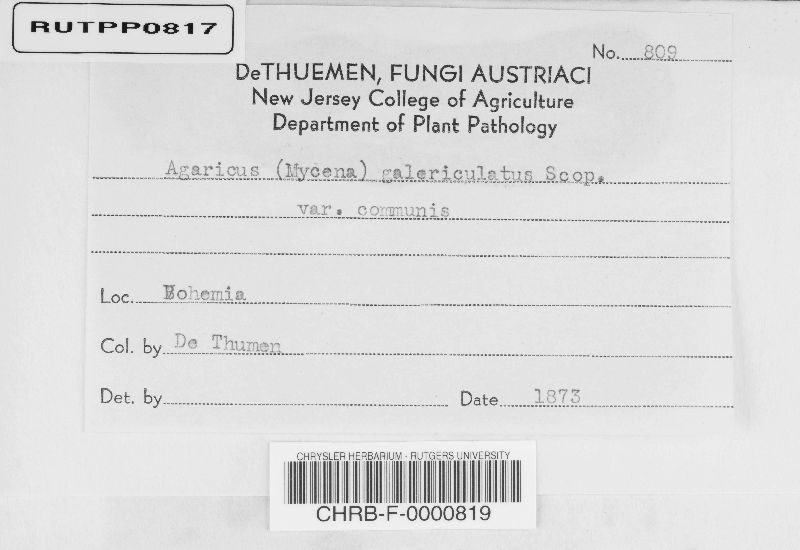 RUTPP0817
No. 809
DeTHUEMEN, FUNGI AUSTRIACI
New Jersey College of Agriculture
Department of Plant Pathology
Agaricus (Mycena) galericulatus Scop.
var. communis
Loc. Bohemia
Col. by De Thumen
Det. by
Date 1873
CHRYSLER HERBARIUM - RUTGERS UNIVERSITY
CHRB-F-0000819